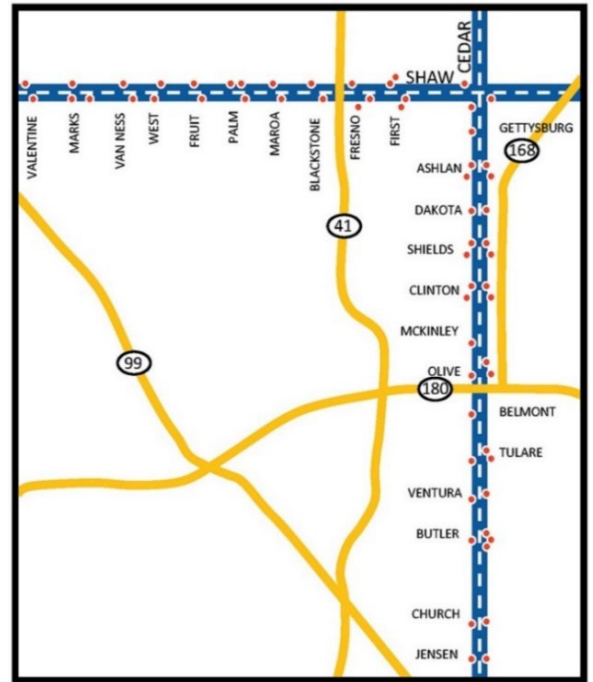 CEDAR
SHAW
VALENTINE
MARKS
VAN NESS
WEST
FRUIT
PALM
MAROA
BLACKSTONE
FRESNO
FIRST
GETTYSBURG
168
ASHLAN
DAKOTA
41
SHIELDS
CLINTON
MCKINLEY
99
OLIVE
180
BELMONT
TULARE
VENTURA
BUTLER
CHURCH
JENSEN